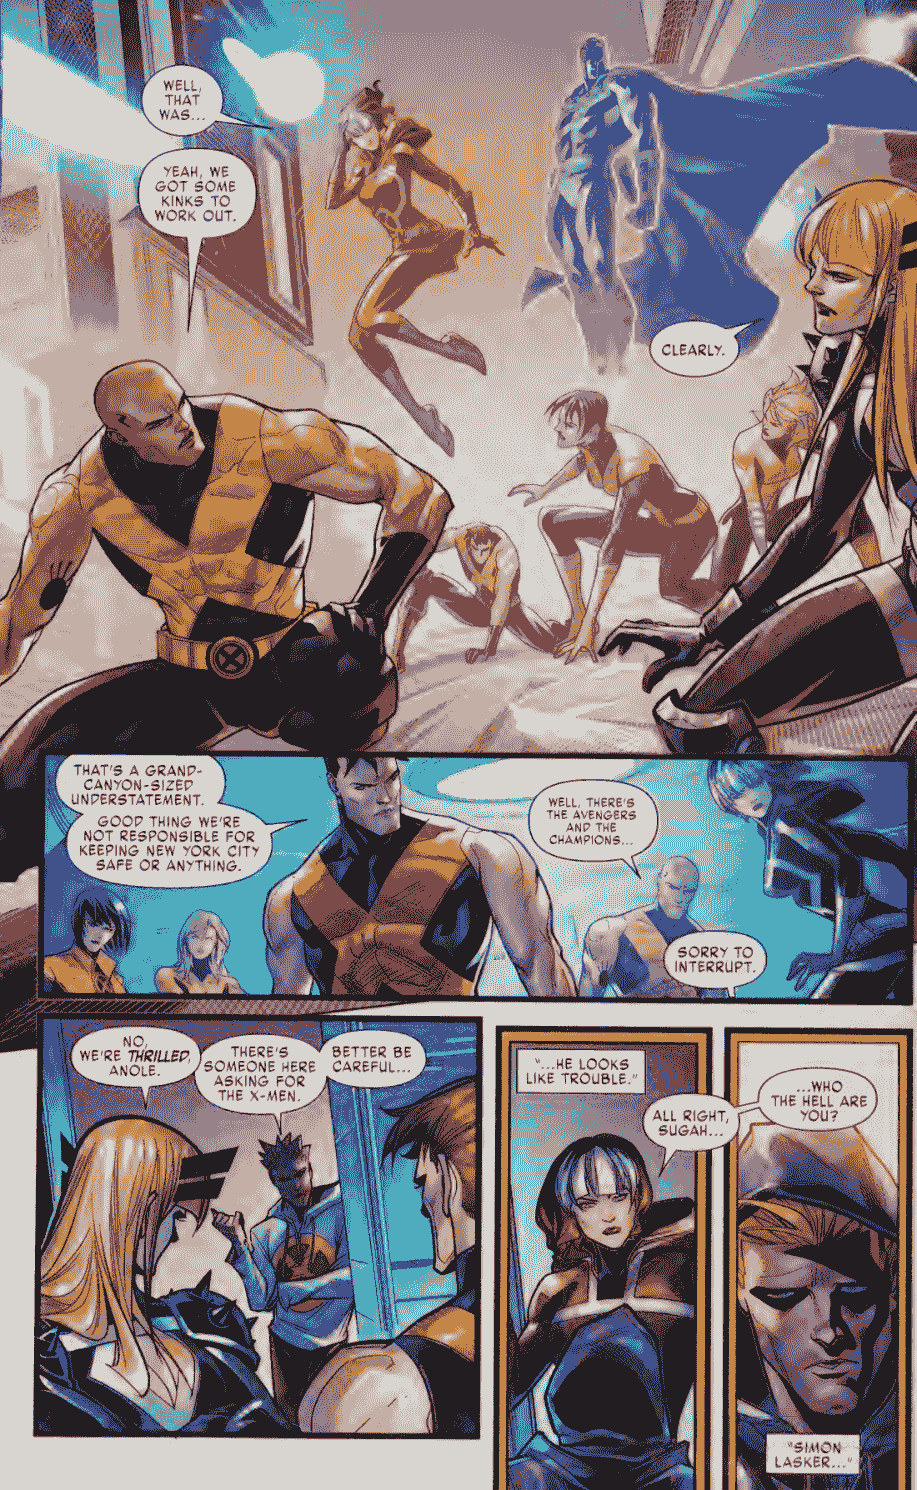 WELL,
THAT
WAS...
YEAH, WE
GOT SOME
KINKS TO
WORK OUT.
CLEARLY.
THAT'S A GRAND-
CANYON-SIZED
UNDERSTATEMENT.
GOOD THING WE'RE
NOT RESPONSIBLE FOR
KEEPING NEW YORK CITY
SAFE OR ANYTHING.
WELL, THERE'S
THE AVENGERS
AND THE
CHAMPIONS...
SORRY TO
INTERRUPT.
NO,
WE'RE THRILLED,
ANOLE.
THERE'S
SOMEONE HERE
ASKING FOR
THE X-MEN.
BETTER BE
CAREFUL...
"...HE LOOKS
LIKE TROUBLE."
ALL RIGHT,
SUGAH...
...WHO
THE HELL ARE
YOU?
"SIMON
LASKER..."